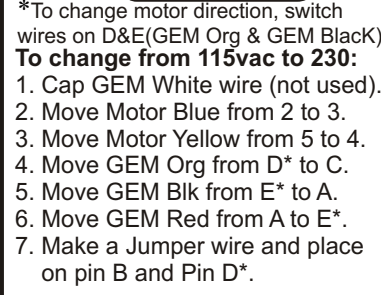 *To change motor direction, switch
wires on D&E(GEM Org & GEM BlacK)
To change from 115vac to 230:
1. Cap GEM White wire (not used).
2. Move Motor Blue from 2 to 3.
3. Move Motor Yellow from 5 to 4.
4. Move GEM Org from D* to C.
5. Move GEM Blk from E* to A.
6. Move GEM Red from A to E*.
7. Make a Jumper wire and place
on pin B and Pin D*.